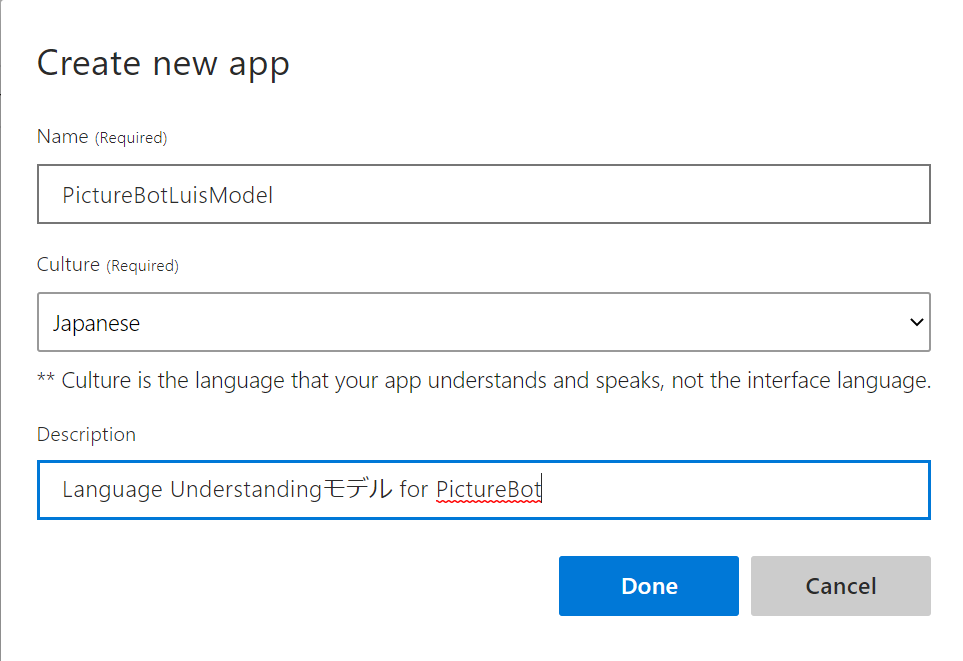 Create new app
Name (Required)
PictureBotLuisModel
Culture (Required)
Japanese
** Culture is the language that your app understands and speaks, not the interface language.
Description
Language Understandingモデル for PictureBot
Done Cancel